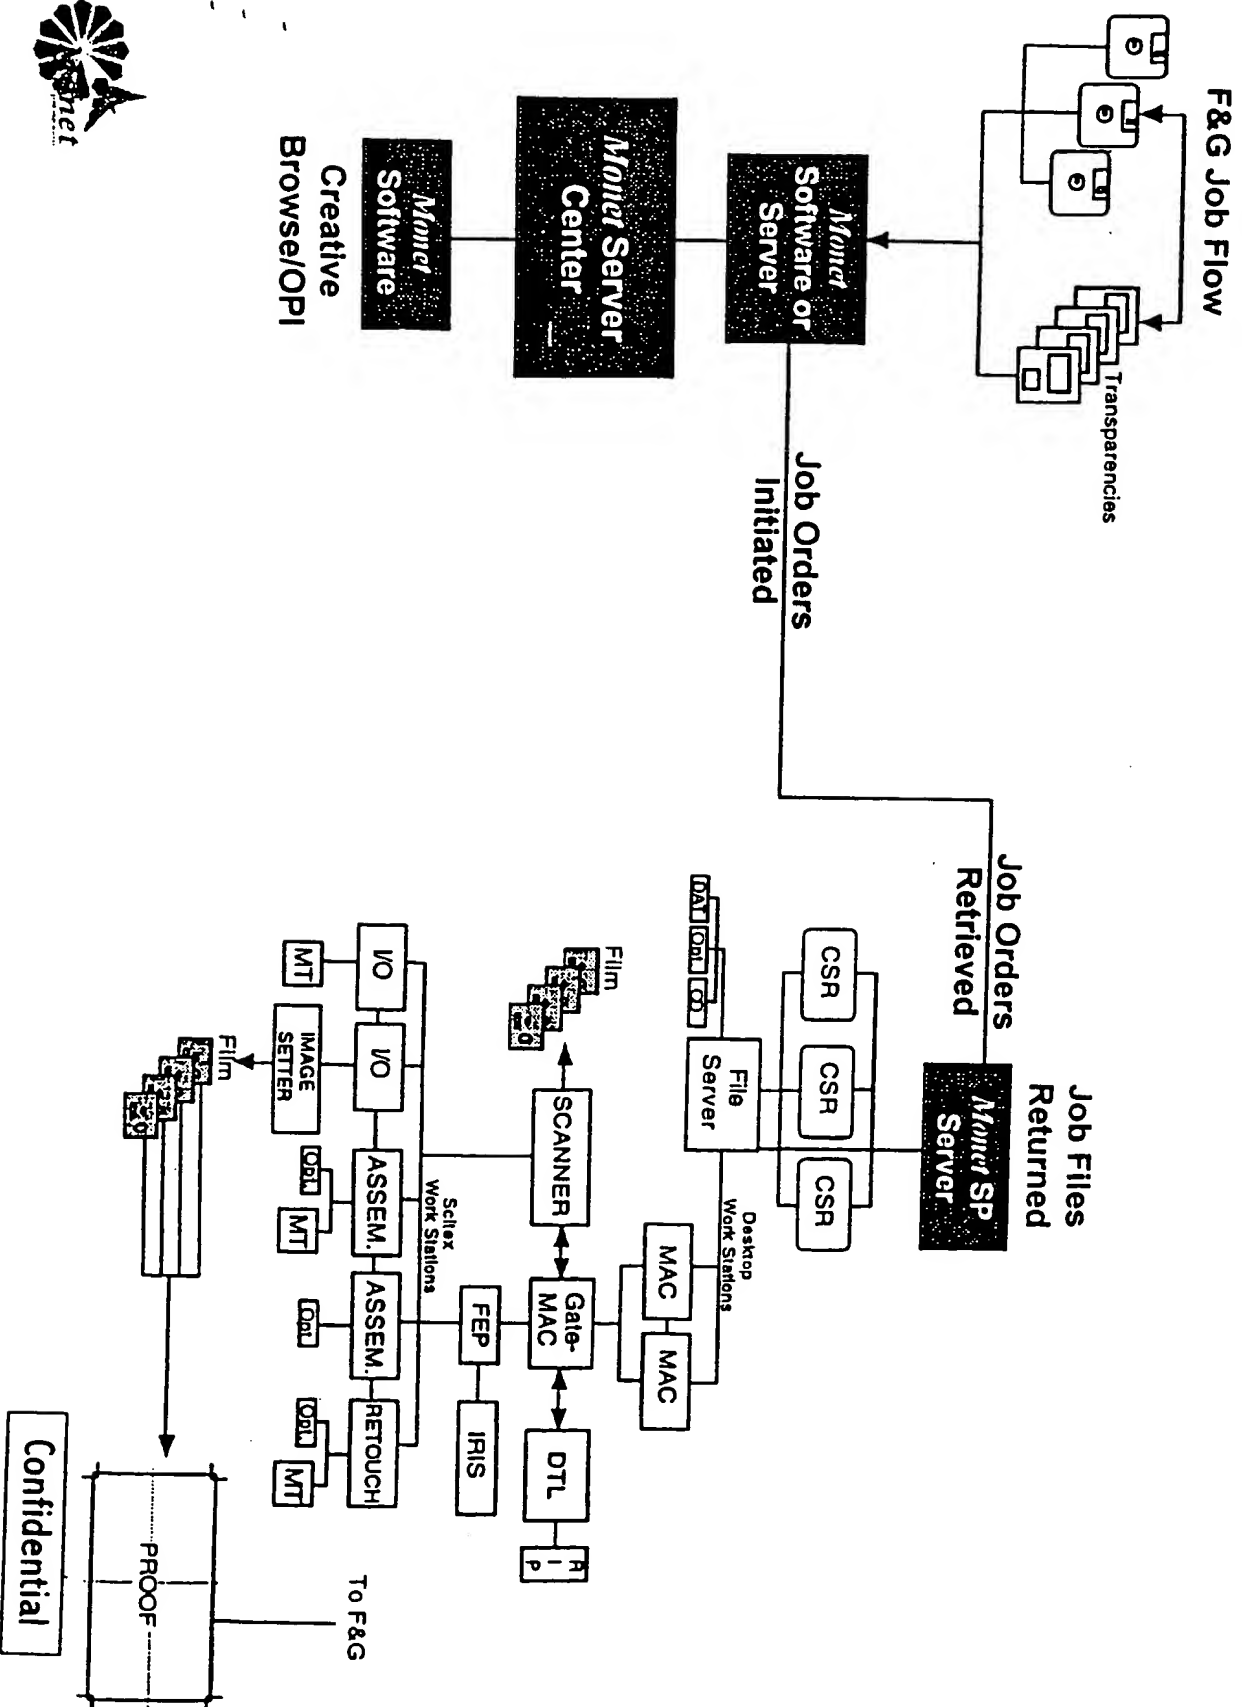 F&G Job Flow
Transparencies
Monet
Software or
Server
Monet Server
Center
Monet
Software
Creative
Browse/OPI
Job Orders
Initiated
Job Orders
Retrieved
Job Files
Returned
Monet SP
Server
CSR
CSR
CSR
DAT
Opt.
File
Server
Desktop
Work Stations
MAC
MAC
Film
SCANNER
Gate-
MAC
DTL
R
I
P
FEP
IRIS
Scitex
Work Stations
I/O
I/O
ASSEM.
ASSEM.
RETOUCH
MT
IMAGE
SETTER
Opt.
MT
Opt.
Opt.
MT
Film
PROOF
To F&G
Confidential